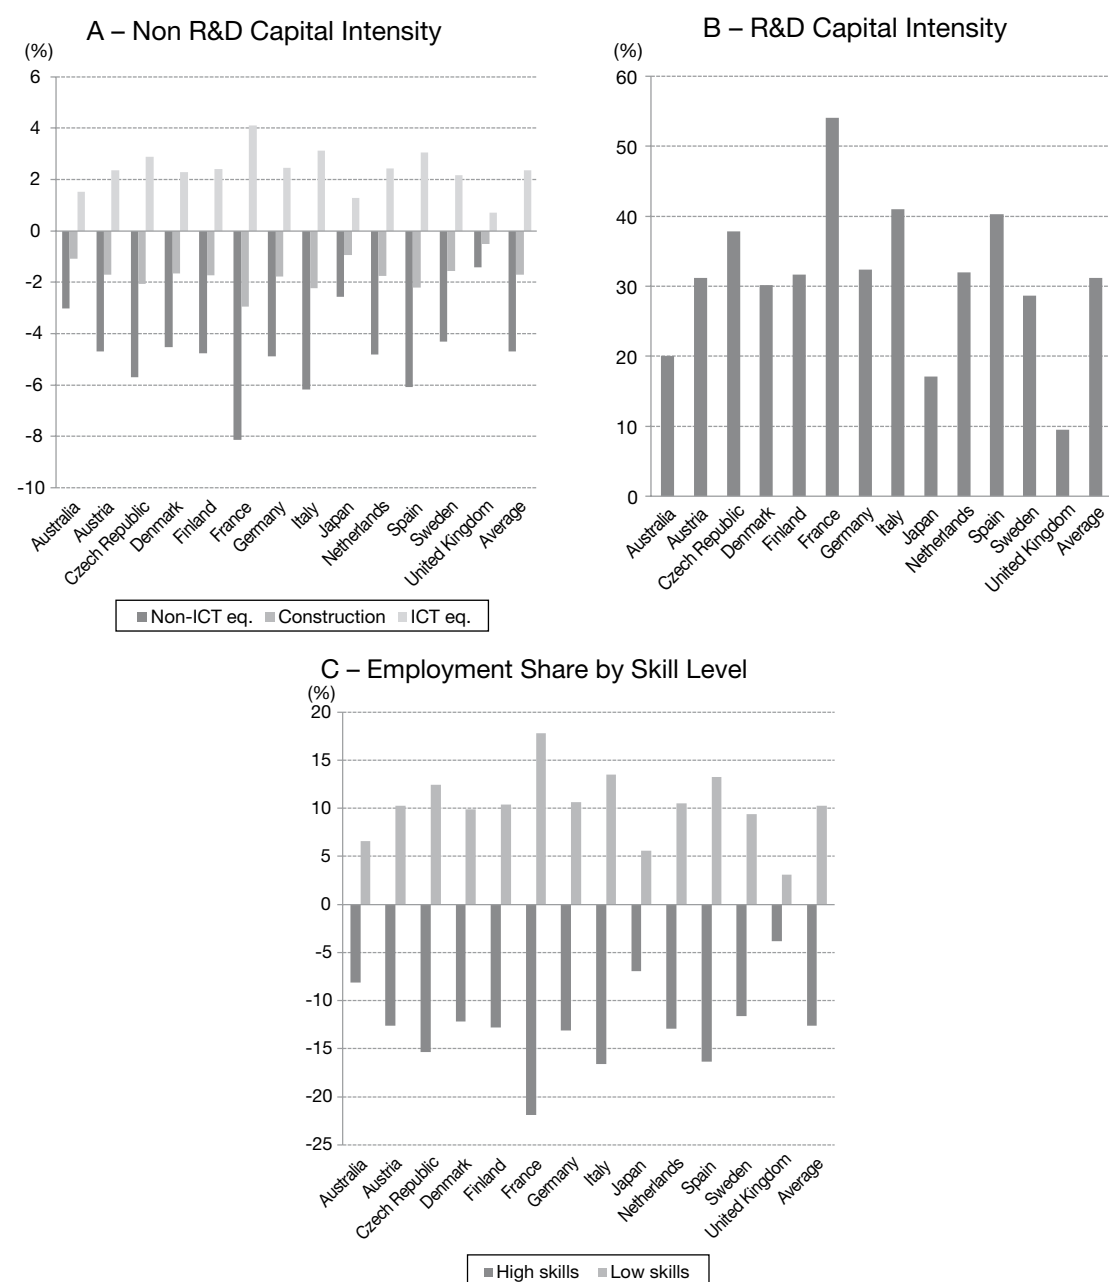 A – Non R&D Capital Intensity
(%)
6
4
2
0
-2
-4
-6
-8
-10
Australia
Austria
Czech Republic
Denmark
Finland
France
Germany
Italy
Japan
Netherlands
Spain
Sweden
United Kingdom
Average
Non-ICT eq. Construction ICT eq.
B – R&D Capital Intensity
(%)
60
50
40
30
20
10
0
Australia
Austria
Czech Republic
Denmark
Finland
France
Germany
Italy
Japan
Netherlands
Spain
Sweden
United Kingdom
Average
C – Employment Share by Skill Level
(%)
20
15
10
5
0
-5
-10
-15
-20
-25
Australia
Austria
Czech Republic
Denmark
Finland
France
Germany
Italy
Japan
Netherlands
Spain
Sweden
United Kingdom
Average
High skills Low skills